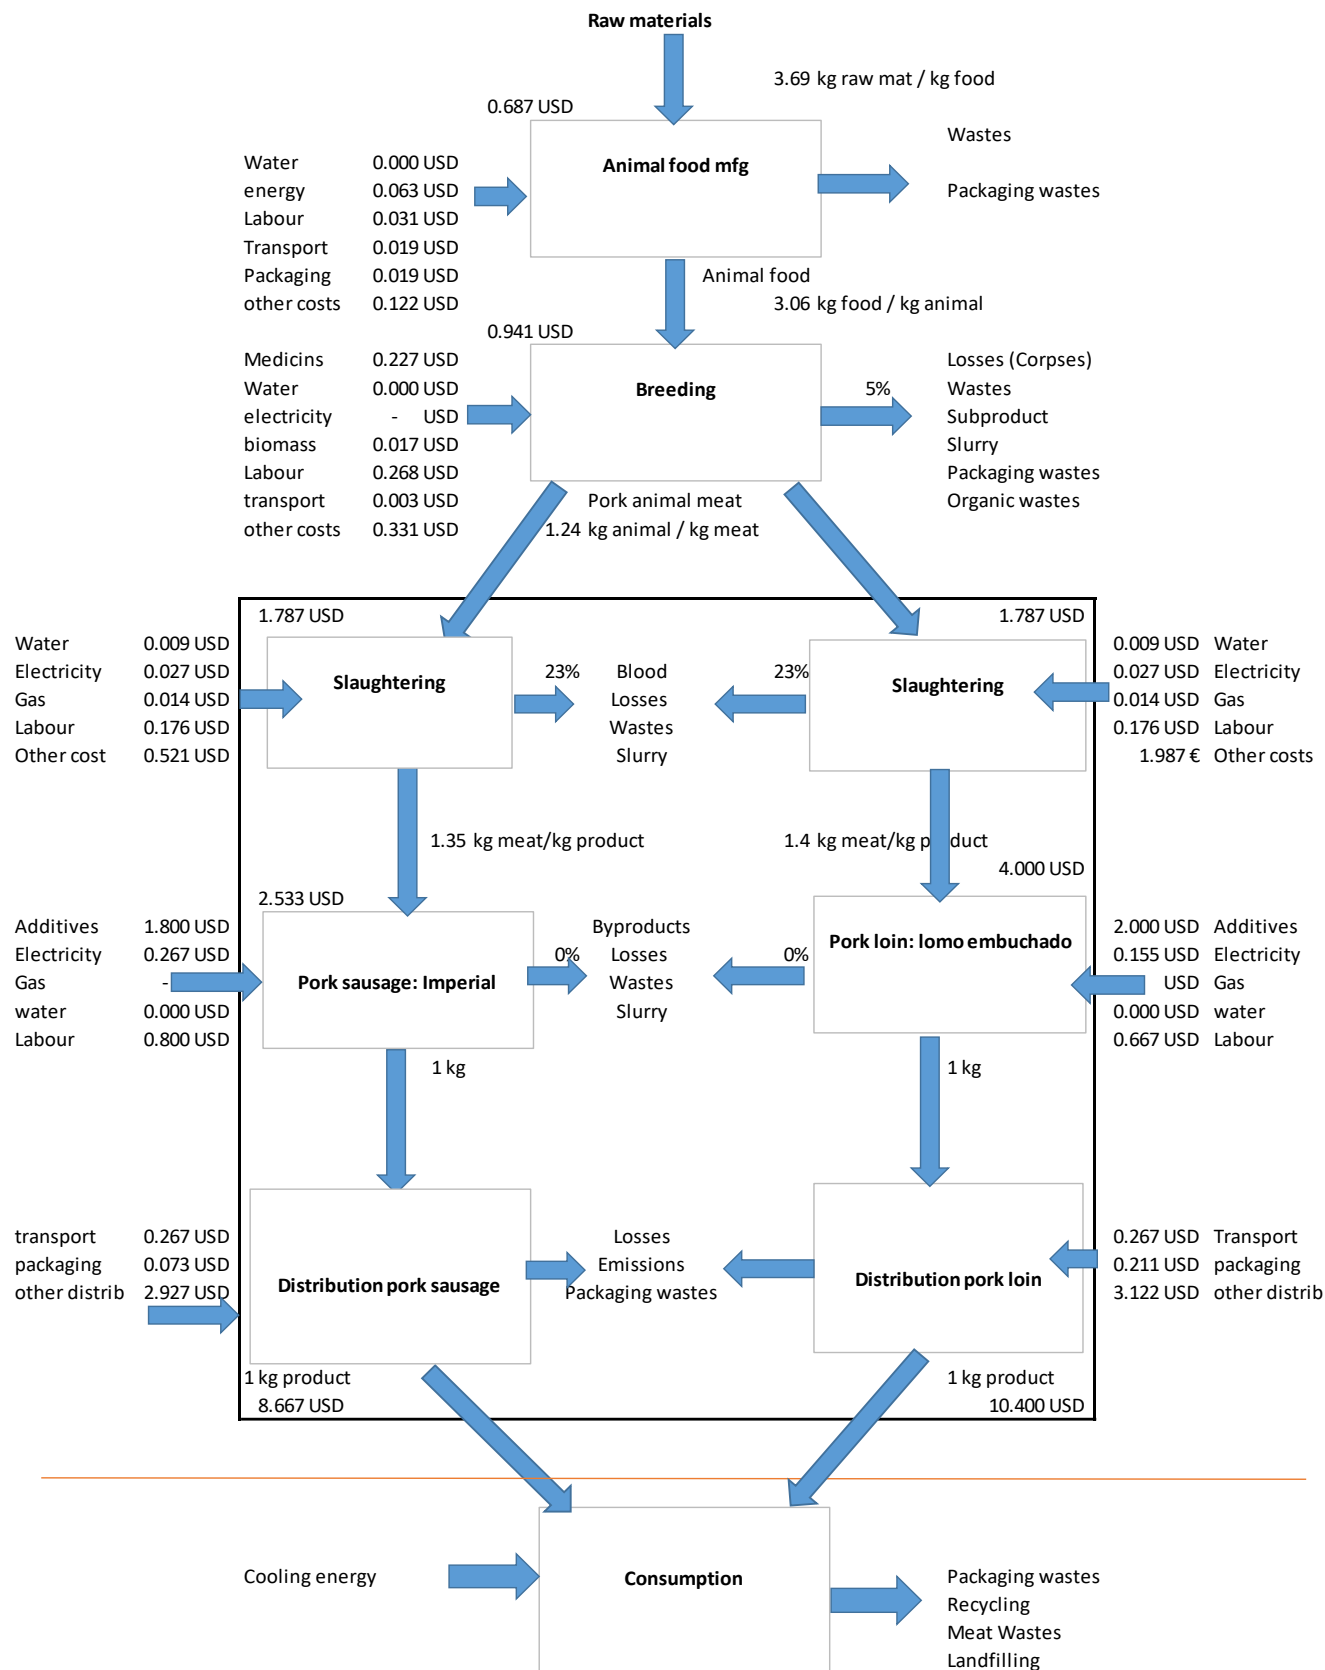 Raw materials
3.69 kg raw mat / kg food
0.687 USD
Wastes
Animal food mfg
Water 0.000 USD
energy 0.063 USD
Packaging wastes
Labour 0.031 USD
Transport 0.019 USD
Packaging 0.019 USD
Animal food
other costs 0.122 USD
3.06 kg food / kg animal
0.941 USD
Medicins 0.227 USD
Losses (Corpses)
Water 0.000 USD
Breeding
5% Wastes
electricity - USD
Subproduct
biomass 0.017 USD
Slurry
Labour 0.268 USD
Packaging wastes
transport 0.003 USD
Pork animal meat
Organic wastes
other costs 0.331 USD
1.24 kg animal / kg meat
1.787 USD
1.787 USD
Water 0.009 USD
0.009 USD Water
Electricity 0.027 USD
Slaughtering
23% Blood 23%
Slaughtering
0.027 USD Electricity
Gas 0.014 USD
Losses
0.014 USD Gas
Labour 0.176 USD
Wastes
0.176 USD Labour
Other cost 0.521 USD
Slurry
1.987 € Other costs
1.35 kg meat/kg product
1.4 kg meat/kg product
4.000 USD
2.533 USD
Additives 1.800 USD
Byproducts
2.000 USD Additives
Electricity 0.267 USD
0% Losses 0%
Pork loin: lomo embuchado
0.155 USD Electricity
Gas -
Pork sausage: Imperial
Wastes
USD Gas
water 0.000 USD
Slurry
0.000 USD water
Labour 0.800 USD
0.667 USD Labour
1 kg
1 kg
transport 0.267 USD
Losses
0.267 USD Transport
packaging 0.073 USD
Emissions
0.211 USD packaging
other distrib 2.927 USD
Distribution pork sausage
Packaging wastes
Distribution pork loin
3.122 USD other distrib
1 kg product
1 kg product
8.667 USD
10.400 USD
Cooling energy
Consumption
Packaging wastes
Recycling
Meat Wastes
Landfilling